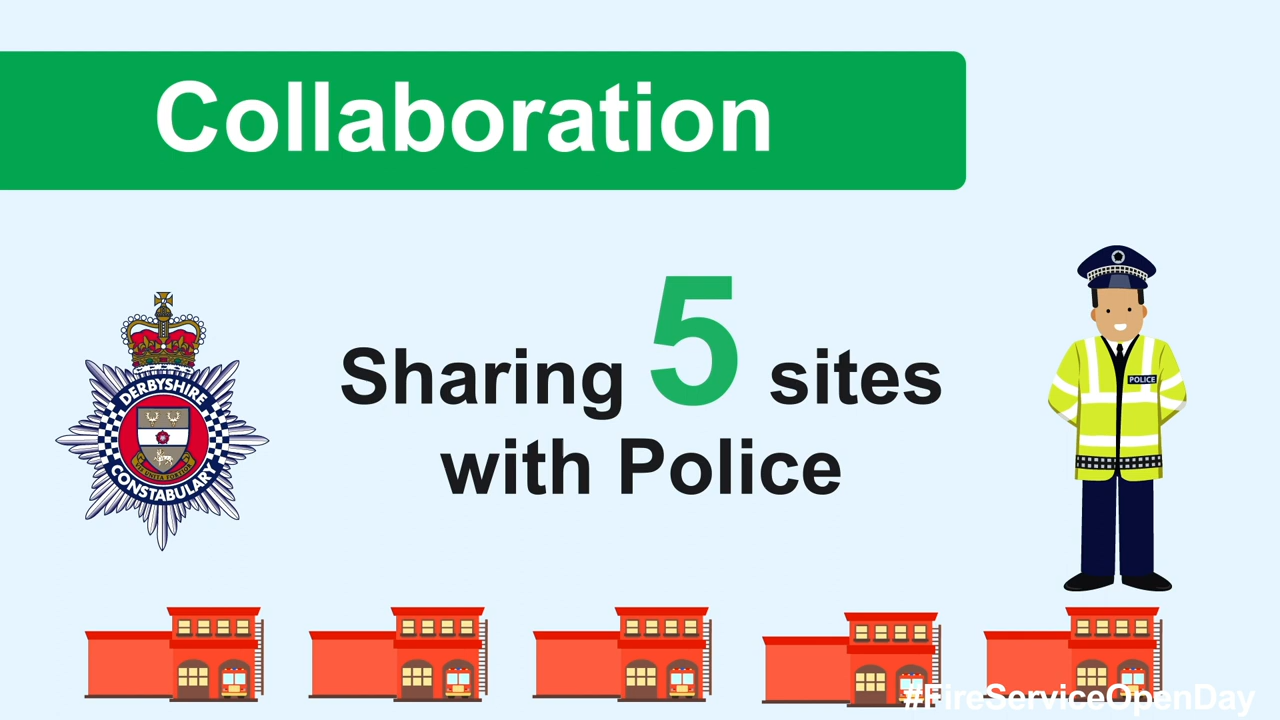 Collaboration
Sharing 5 sites
with Police
DERBYSHIRE
CONSTABULARY
POLICE
#FireServiceOpenDay